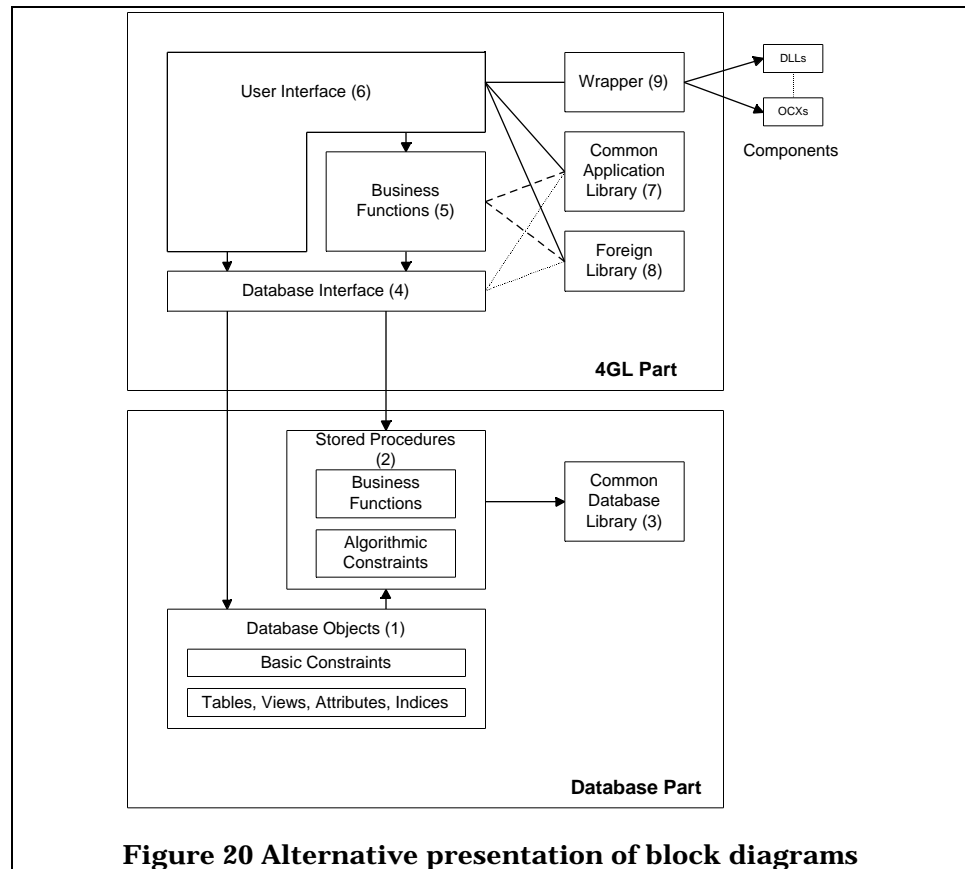 User Interface (6)
Wrapper (9)
DLLs
OCXs
Components
Common
Application
Library (7)
Business
Functions (5)
Foreign
Library (8)
Database Interface (4)
4GL Part
Stored Procedures
(2)
Business
Functions
Algorithmic
Constraints
Common
Database
Library (3)
Database Objects (1)
Basic Constraints
Tables, Views, Attributes, Indices
Database Part
Figure 20 Alternative presentation of block diagrams